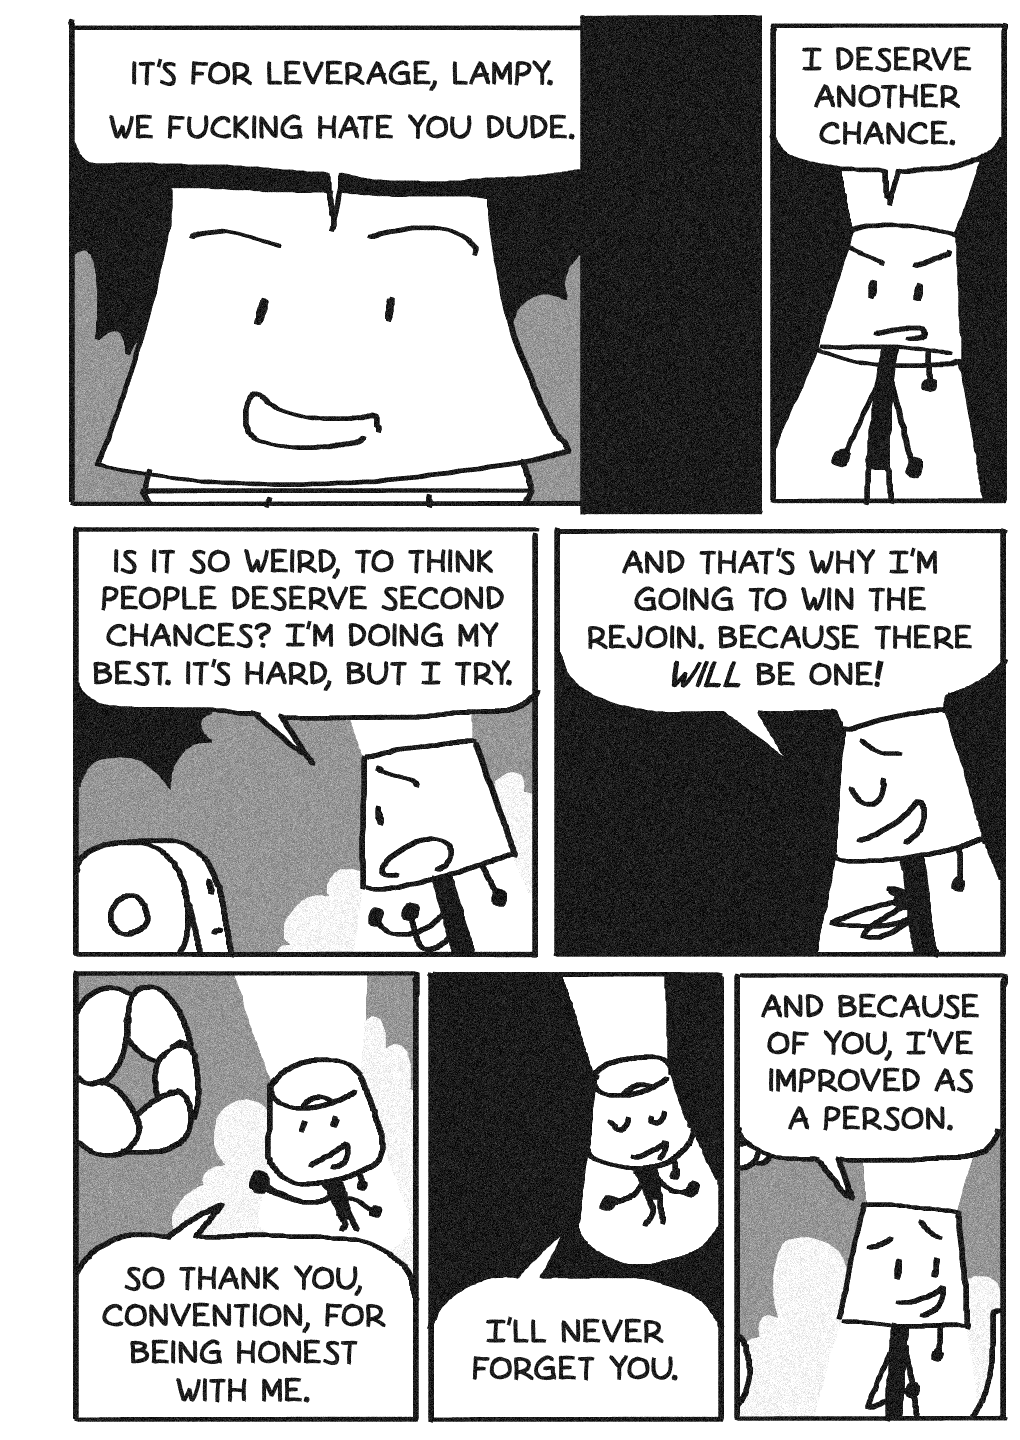 IT'S FOR LEVERAGE, LAMPY.
WE FUCKING HATE YOU DUDE.
I DESERVE
ANOTHER
CHANCE.
IS IT SO WEIRD, TO THINK
PEOPLE DESERVE SECOND
CHANCES? I'M DOING MY
BEST. IT'S HARD, BUT I TRY.
AND THAT'S WHY I'M
GOING TO WIN THE
REJOIN. BECAUSE THERE
WILL BE ONE!
SO THANK YOU,
CONVENTION, FOR
BEING HONEST
WITH ME.
I'LL NEVER
FORGET YOU.
AND BECAUSE
OF YOU, I'VE
IMPROVED AS
A PERSON.